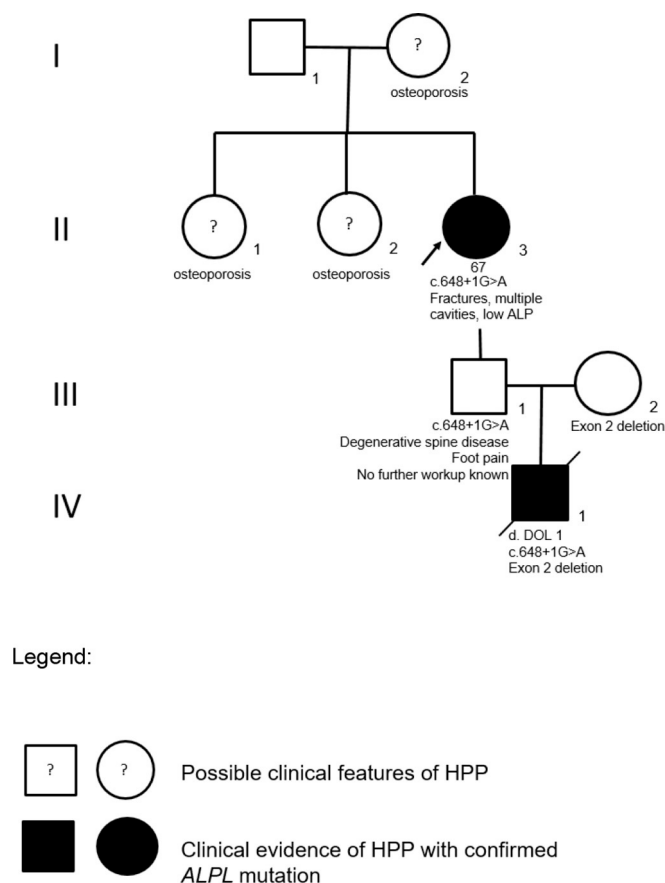 I
?
1
2
osteoporosis
II
?
1
?
2
3
osteoporosis
osteoporosis
67
c.648+1G>A
Fractures, multiple
cavities, low ALP
III
1
2
c.648+1G>A
Exon 2 deletion
Degenerative spine disease
Foot pain
No further workup known
IV
1
d. DOL 1
c.648+1G>A
Exon 2 deletion
Legend:
? ? Possible clinical features of HPP
Clinical evidence of HPP with confirmed
ALPL mutation